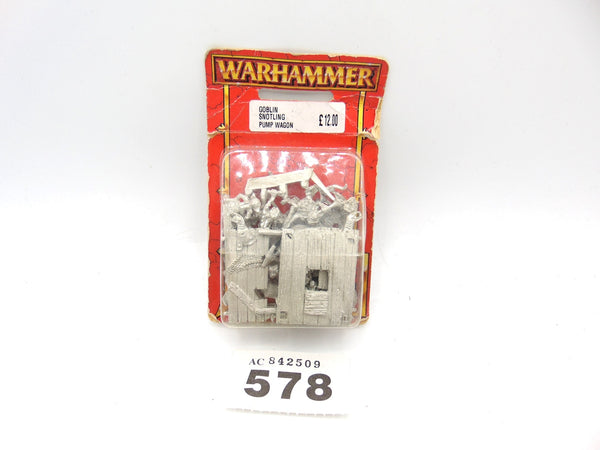 WARHAMMER
GOBLIN
SNOTLING
PUMP WAGON
£12.00
AC 842509
578